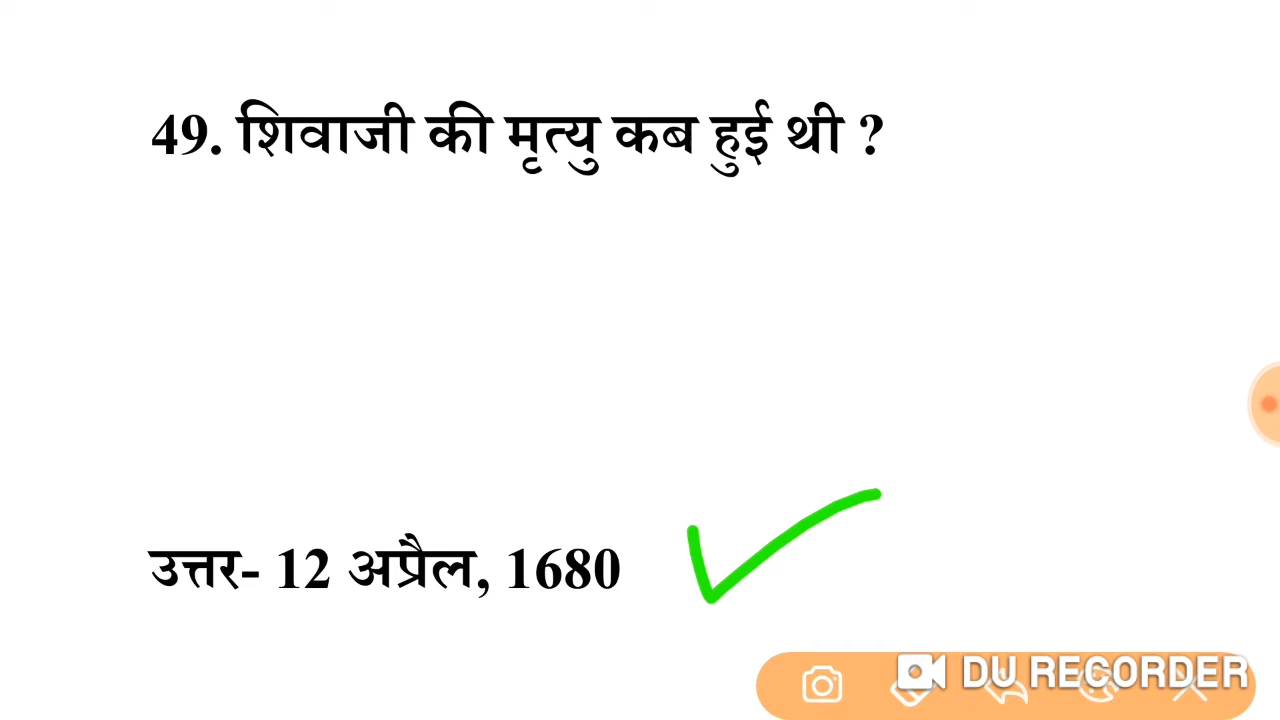 49. शिवाजी की मृत्यु कब हुई थी ?
उत्तर- 12 अप्रैल, 1680
DU RECORDER